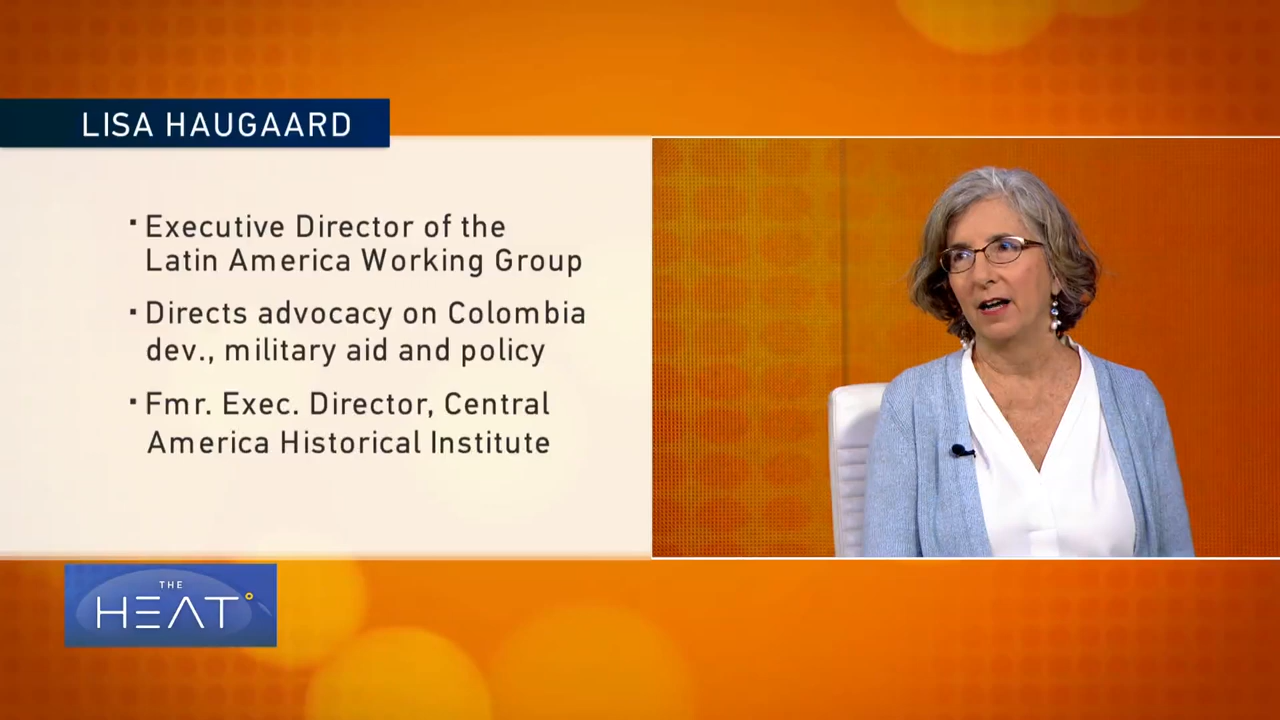 LISA HAUGAARD
▪ Executive Director of the
Latin America Working Group
▪ Directs advocacy on Colombia
dev., military aid and policy
▪ Fmr. Exec. Director, Central
America Historical Institute
THE
HEAT